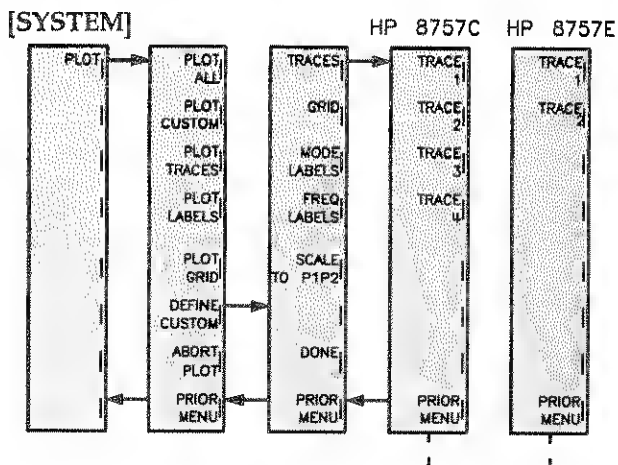 [SYSTEM]
HP 8757C
HP 8757E
PLOT
PLOT
ALL
PLOT
CUSTOM
PLOT
TRACES
PLOT
LABELS
PLOT
GRID
DEFINE
CUSTOM
ABORT
PLOT
PRIOR
MENU
TRACES
GRID
MODE
LABELS
FREQ
LABELS
SCALE
TO P1P2
DONE
PRIOR
MENU
TRACE
1
TRACE
2
TRACE
3
TRACE
4
PRIOR
MENU
TRACE
1
TRACE
2
PRIOR
MENU